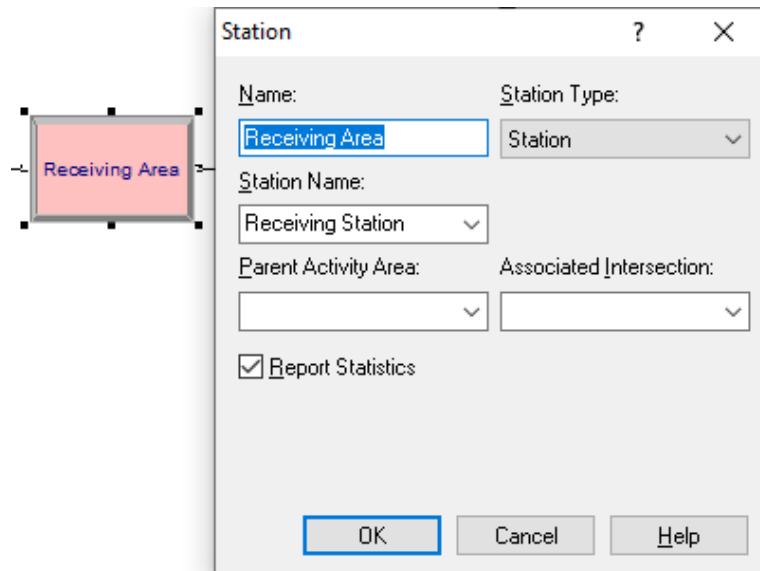 Station ?
Name: Station Type:
Receiving Area Station
Station Name:
Receiving Station
Parent Activity Area: Associated Intersection:
Report Statistics
OK Cancel Help
Receiving Area